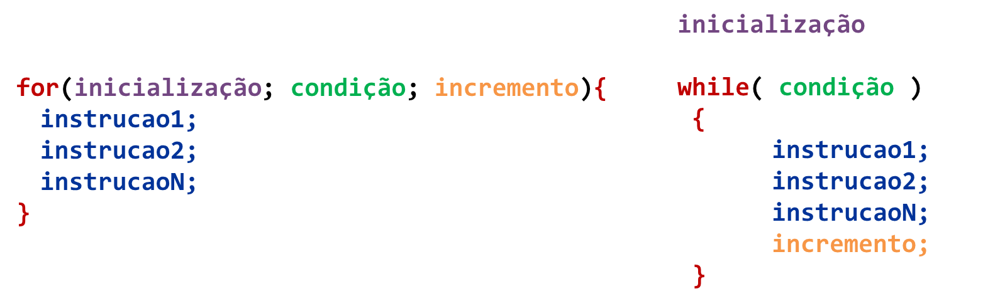 for(inicialização; condição; incremento){
instrucao1;
instrucao2;
instrucaoN;
}
inicialização
while( condição )
{
instrucao1;
instrucao2;
instrucaoN;
incremento;
}